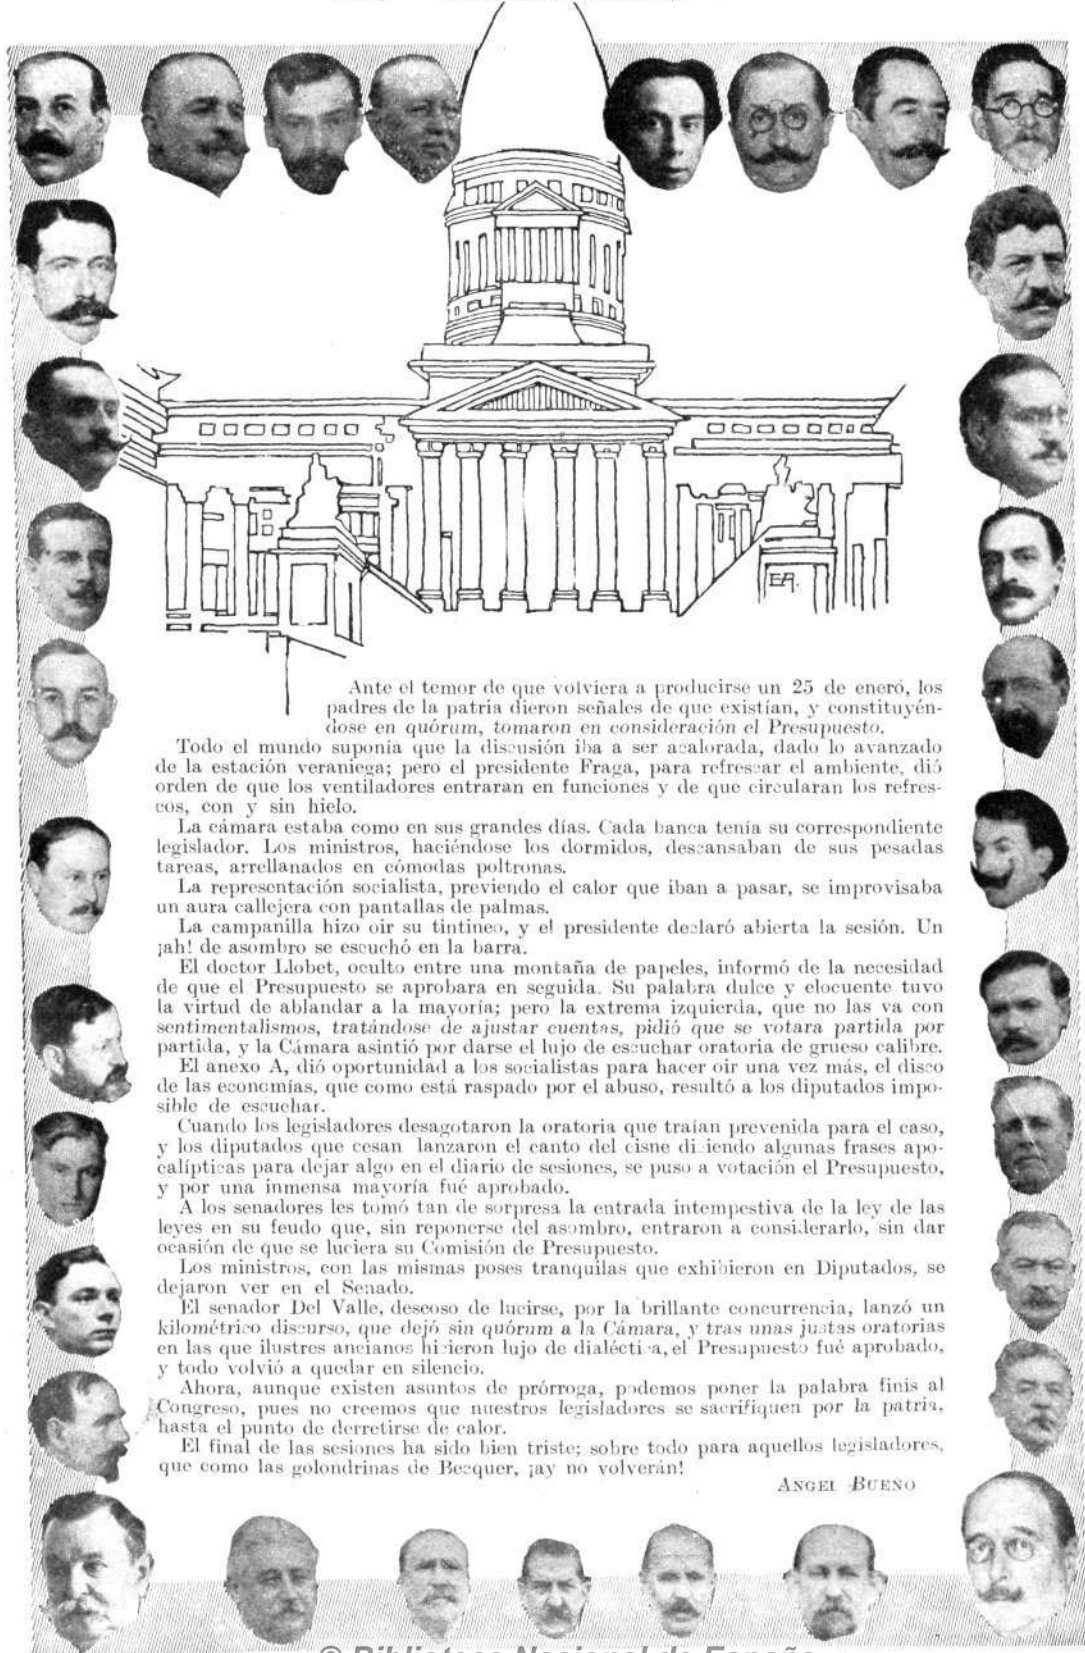 EA.
Ante el temor de que volviera a producirse un 25 de enero, los
padres de la patria dieron señales de que existían, y constituyén-
dose en quórum, tomaron en consideración el Presupuesto.
Todo el mundo suponía que la discusión iba a ser acalorada, dado lo avanzado
de la estación veraniega; pero el presidente Fraga, para refrescar el ambiente, dió
orden de que los ventiladores entraran en funciones y de que circularan los refres-
cos, con y sin hielo.
La cámara estaba como en sus grandes días. Cada banca tenía su correspondiente
legislador. Los ministros, haciéndose los dormidos, descansaban de sus pesadas
tareas, arrellanados en cómodas poltronas.
La representación socialista, previendo el calor que iban a pasar, se improvisaba
un aura callejera con pantallas de palmas.
La campanilla hizo oir su tintineo, y el presidente declaró abierta la sesión. Un
¡ah! de asombro se escuchó en la barra.
El doctor Llobet, oculto entre una montaña de papeles, informó de la necesidad
de que el Presupuesto se aprobara en seguida. Su palabra dulce y elocuente tuvo
la virtud de ablandar a la mayoría; pero la extrema izquierda, que no las va con
sentimentalismos, tratándose de ajustar cuentas, pidió que se votara partida por
partida, y la Cámara asintió por darse el lujo de escuchar oratoria de grueso calibre.
El anexo A, dió oportunidad a los socialistas para hacer oir una vez más, el disco
de las economías, que como está raspado por el abuso, resultó a los diputados impo-
sible de escuchar.
Cuando los legisladores desagotaron la oratoria que traían prevenida para el caso,
y los diputados que cesan lanzaron el canto del cisne diciendo algunas frases apo-
calípticas para dejar algo en el diario de sesiones, se puso a votación el Presupuesto,
y por una inmensa mayoría fué aprobado.
A los senadores les tomó tan de sorpresa la entrada intempestiva de la ley de las
leyes en su feudo que, sin reponerse del asombro, entraron a considerarlo, sin dar
ocasión de que se luciera su Comisión de Presupuesto.
Los ministros, con las mismas poses tranquilas que exhibieron en Diputados, se
dejaron ver en el Senado.
El senador Del Valle, deseoso de lucirse, por la brillante concurrencia, lanzó un
kilométrico discurso, que dejó sin quórum a la Cámara, y tras unas justas oratorias
en las que ilustres ancianos hicieron lujo de dialéctica, el Presupuesto fué aprobado,
y todo volvió a quedar en silencio.
Ahora, aunque existen asuntos de prórroga, podemos poner la palabra finis al
Congreso, pues no creemos que nuestros legisladores se sacrifiquen por la patria,
hasta el punto de derretirse de calor.
El final de las sesiones ha sido bien triste; sobre todo para aquellos legisladores,
que como las golondrinas de Becquer, ¡ay no volverán!
ANGEL BUENO
© Biblioteca Nacional de España